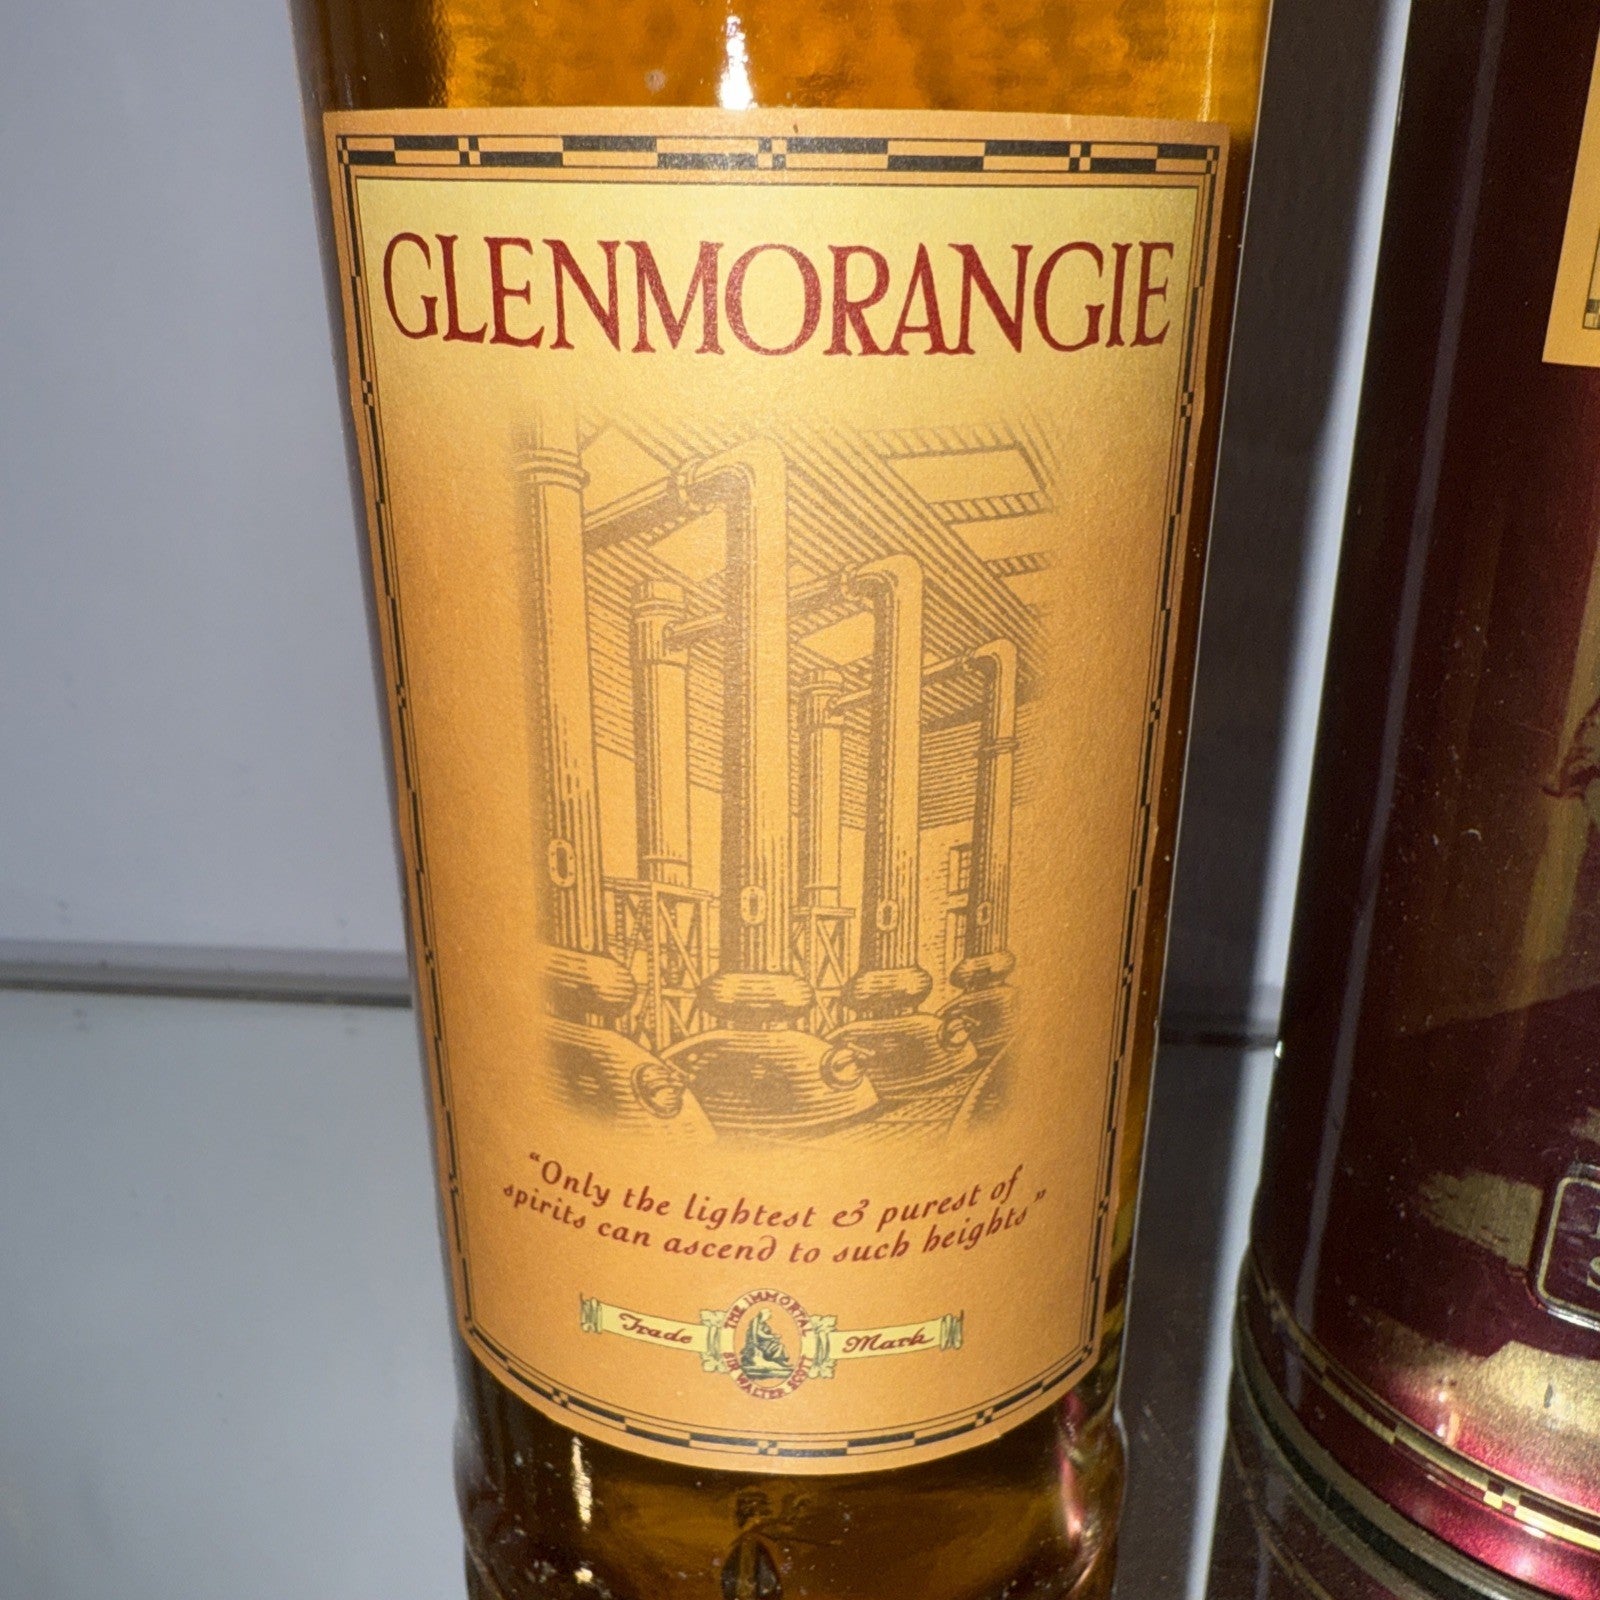 GLENMORANGIE
“Only the lightest & purest of
spirits can ascend to such heights”
Trade
THE IMMORTAL
SIR WALTER SCOTT
Mark